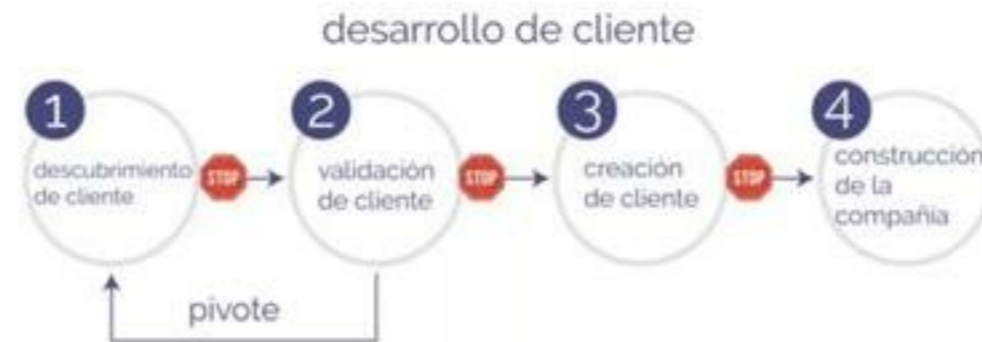 desarrollo de cliente
1
descubrimiento
de cliente
STOP
2
validación
de cliente
STOP
3
creación
de cliente
STOP
4
construcción
de la
compañía
pivote